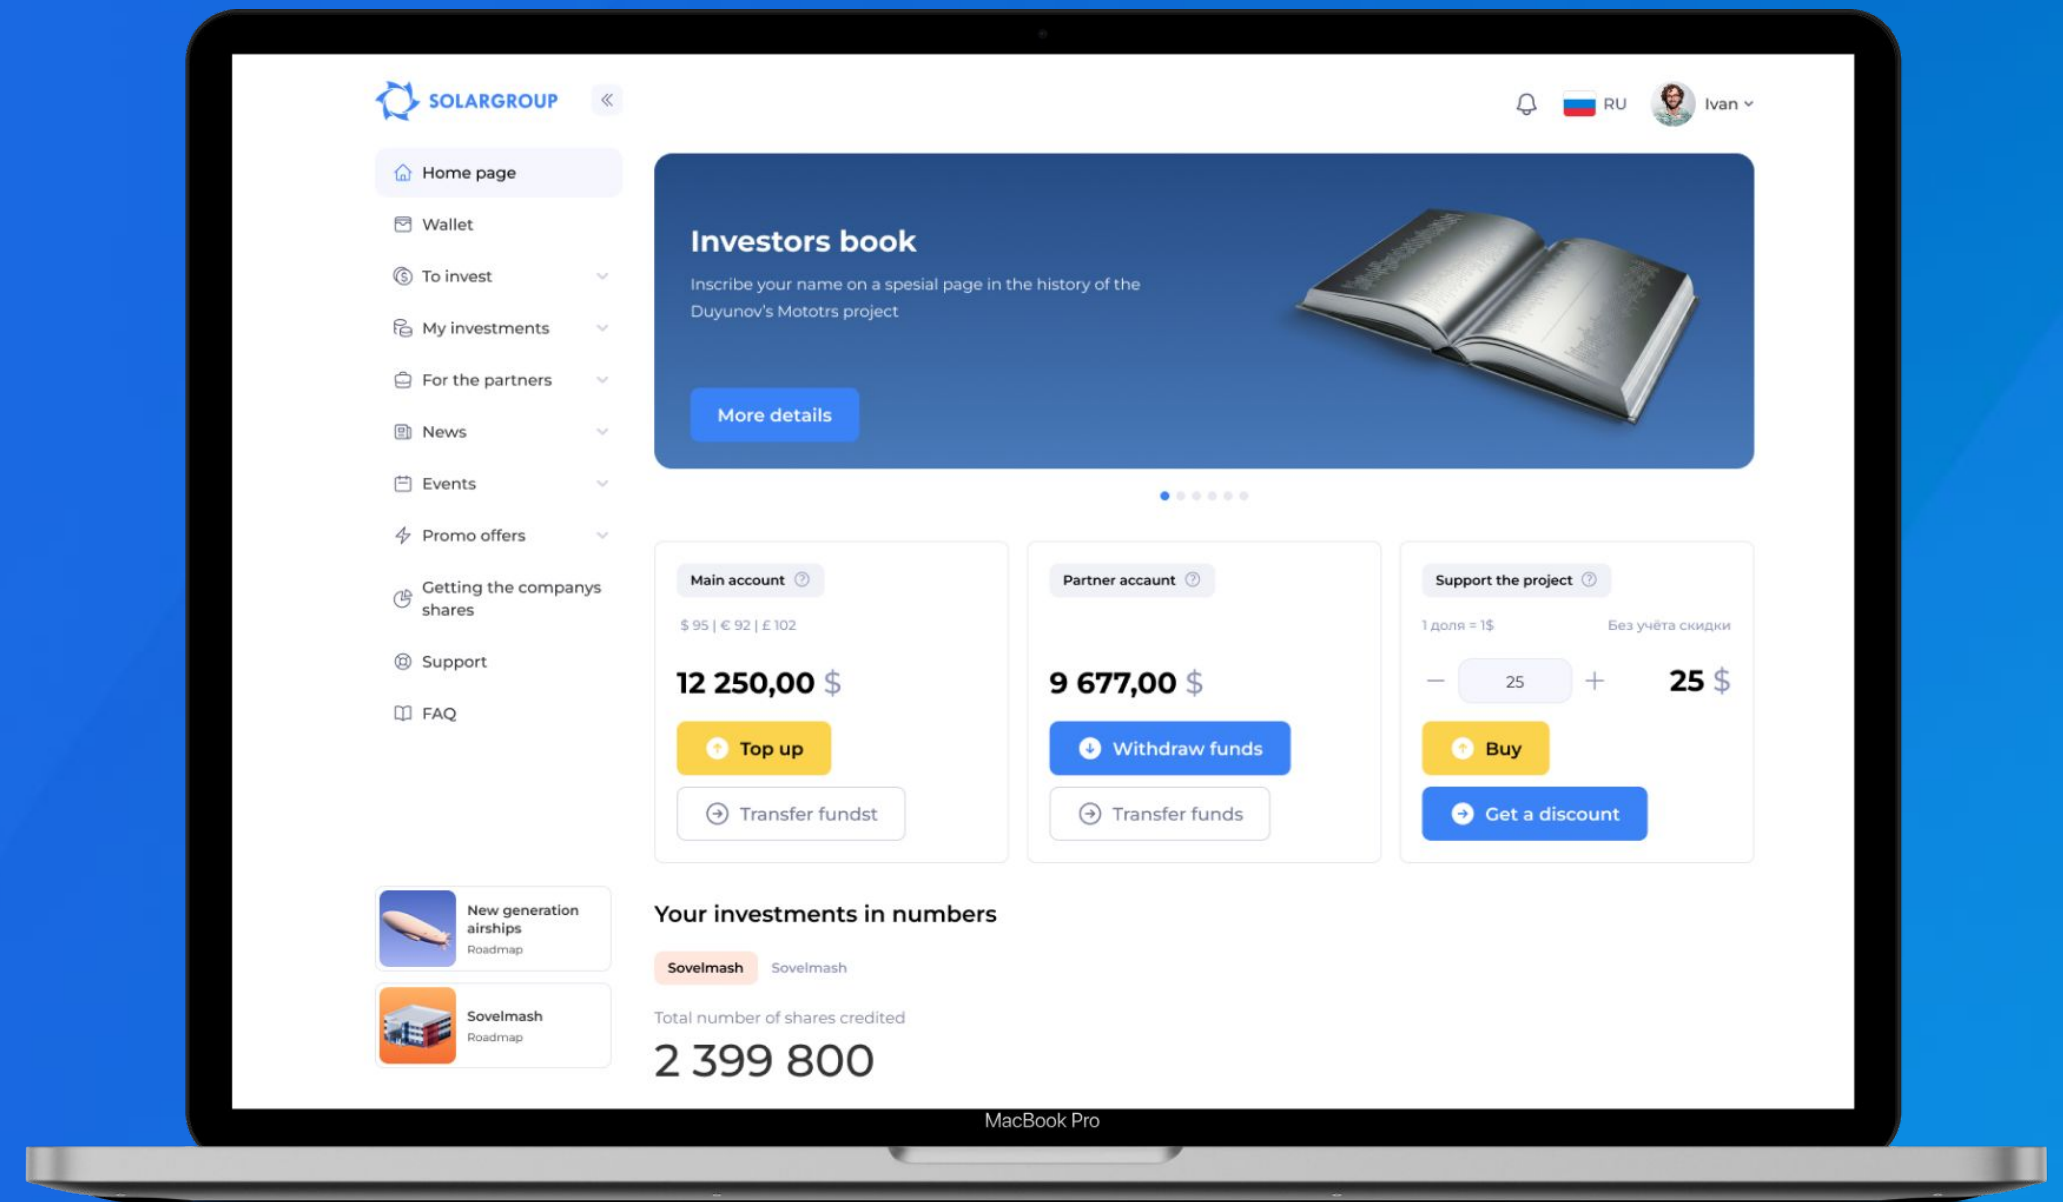 SOLARGROUP
RU
Ivan
Home page
Wallet
To invest
My investments
For the partners
News
Events
Promo offers
Getting the companys
shares
Support
FAQ
New generation
airships
Roadmap
Sovelmash
Roadmap
Investors book
Inscribe your name on a spesial page in the history of the
Duyunov's Mototrs project
More details
Main account
$ 95 | € 92 | £ 102
12 250,00 $
Top up
Transfer fundst
Partner accaunt
9 677,00 $
Withdraw funds
Transfer funds
Support the project
1 доля = 1$ Без учёта скидки
25 25 $
Buy
Get a discount
Your investments in numbers
Sovelmash Sovelmash
Total number of shares credited
2 399 800
MacBook Pro